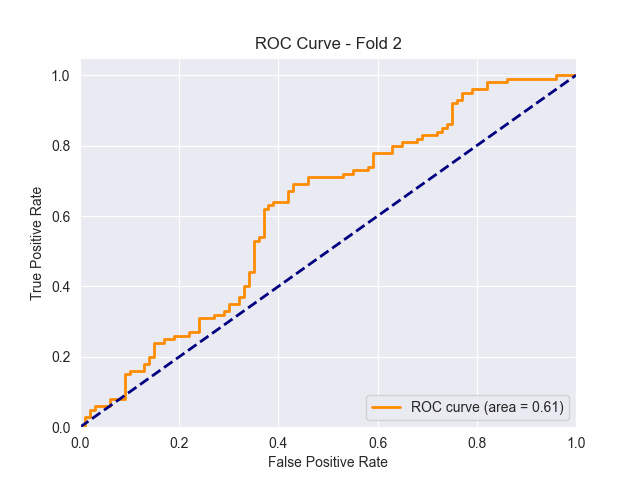 ROC Curve - Fold 2
True Positive Rate
1.0
0.8
0.6
0.4
0.2
0.0
ROC curve (area = 0.61)
0.0 0.2 0.4 0.6 0.8 1.0
False Positive Rate